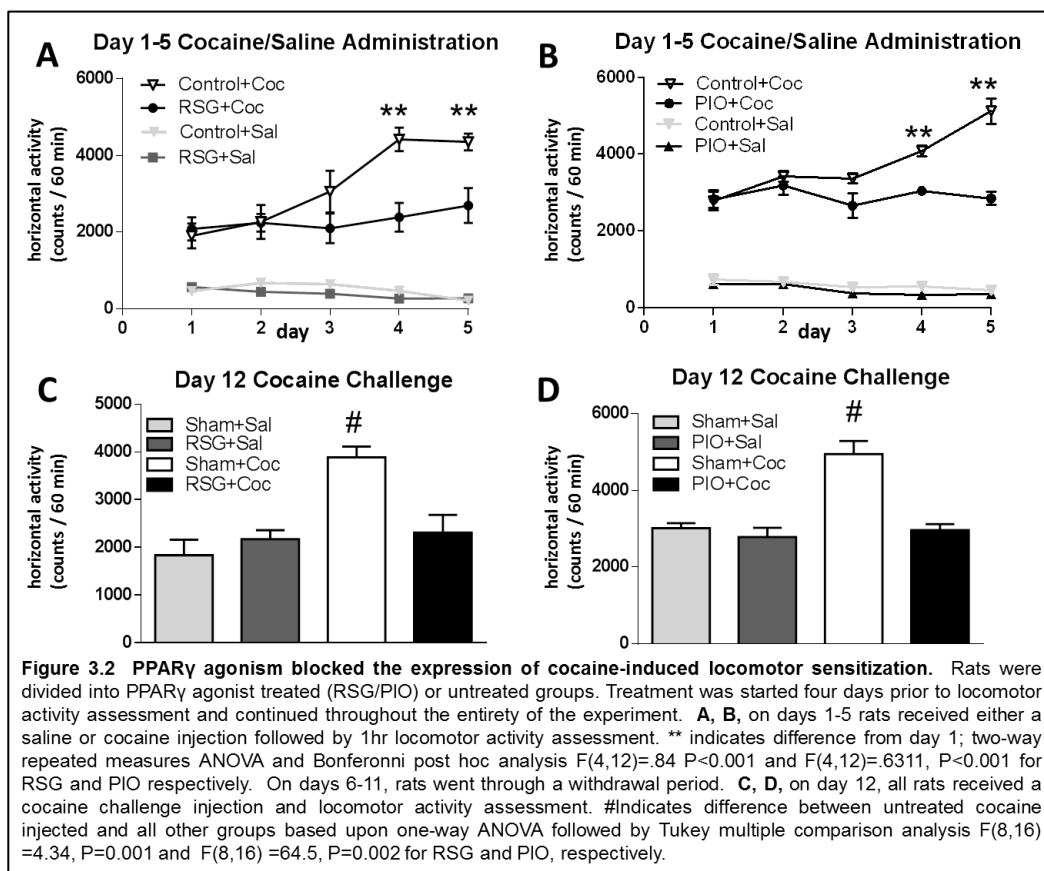 A
Day 1-5 Cocaine/Saline Administration
6000
4000
2000
0
horizontal activity
(counts / 60 min)
Control+Coc
RSG+Coc
Control+Sal
RSG+Sal
** **
0 1 2 3 4 5
day
B
Day 1-5 Cocaine/Saline Administration
6000
4000
2000
0
horizontal activity
(counts / 60 min)
Control+Coc
PIO+Coc
Control+Sal
PIO+Sal
**
**
0 1 2 3 4 5
day
C
Day 12 Cocaine Challenge
5000
4000
3000
2000
1000
0
horizontal activity
(counts / 60 min)
Sham+Sal
RSG+Sal
Sham+Coc
RSG+Coc
#
D
Day 12 Cocaine Challenge
6000
4000
2000
0
horizontal activity
(counts / 60 min)
Sham+Sal
PIO+Sal
Sham+Coc
PIO+Coc
#
Figure 3.2 PPARγ agonism blocked the expression of cocaine-induced locomotor sensitization. Rats were
divided into PPARγ agonist treated (RSG/PIO) or untreated groups. Treatment was started four days prior to locomotor
activity assessment and continued throughout the entirety of the experiment. A, B, on days 1-5 rats received either a
saline or cocaine injection followed by 1hr locomotor activity assessment. ** indicates difference from day 1; two-way
repeated measures ANOVA and Bonferonni post hoc analysis F(4,12)=.84 P<0.001 and F(4,12)=.6311, P<0.001 for
RSG and PIO respectively. On days 6-11, rats went through a withdrawal period. C, D, on day 12, all rats received a
cocaine challenge injection and locomotor activity assessment. #Indicates difference between untreated cocaine
injected and all other groups based upon one-way ANOVA followed by Tukey multiple comparison analysis F(8,16)
=4.34, P=0.001 and F(8,16) =64.5, P=0.002 for RSG and PIO, respectively.